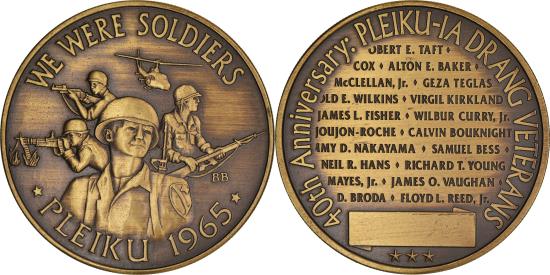 WE WERE SOLDIERS
BB
PLEIKU 1965
40th Anniversary: PLEIKU-IA DRANG VETERANS
OBERT E. TAFT
COX ♦ ALTON E. BAKER
McCLELLAN, Jr. ♦ GEZA TEGLAS
OLD E. WILKINS ♦ VIRGIL KIRKLAND
JAMES L. FISHER ♦ WILBUR CURRY, Jr.
OUJON-ROCHE ♦ CALVIN BOUKNIGHT
MY D. NAKAYAMA ♦ SAMUEL BESS
NEIL R. HANS ♦ RICHARD T. YOUNG
MAYES, Jr. ♦ JAMES O. VAUGHAN
D. BRODA ♦ FLOYD L. REED, Jr.